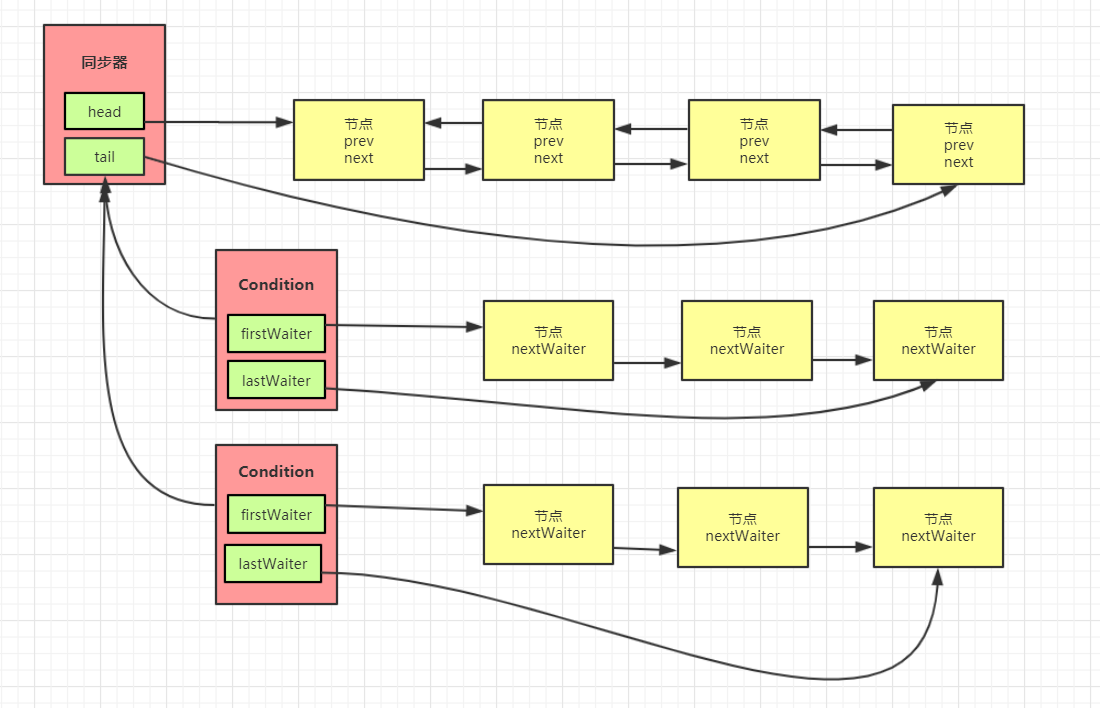 同步器
head
tail
节点
prev
next
节点
prev
next
节点
prev
next
节点
prev
next
Condition
firstWaiter
lastWaiter
节点
nextWaiter
节点
nextWaiter
节点
nextWaiter
Condition
firstWaiter
lastWaiter
节点
nextWaiter
节点
nextWaiter
节点
nextWaiter